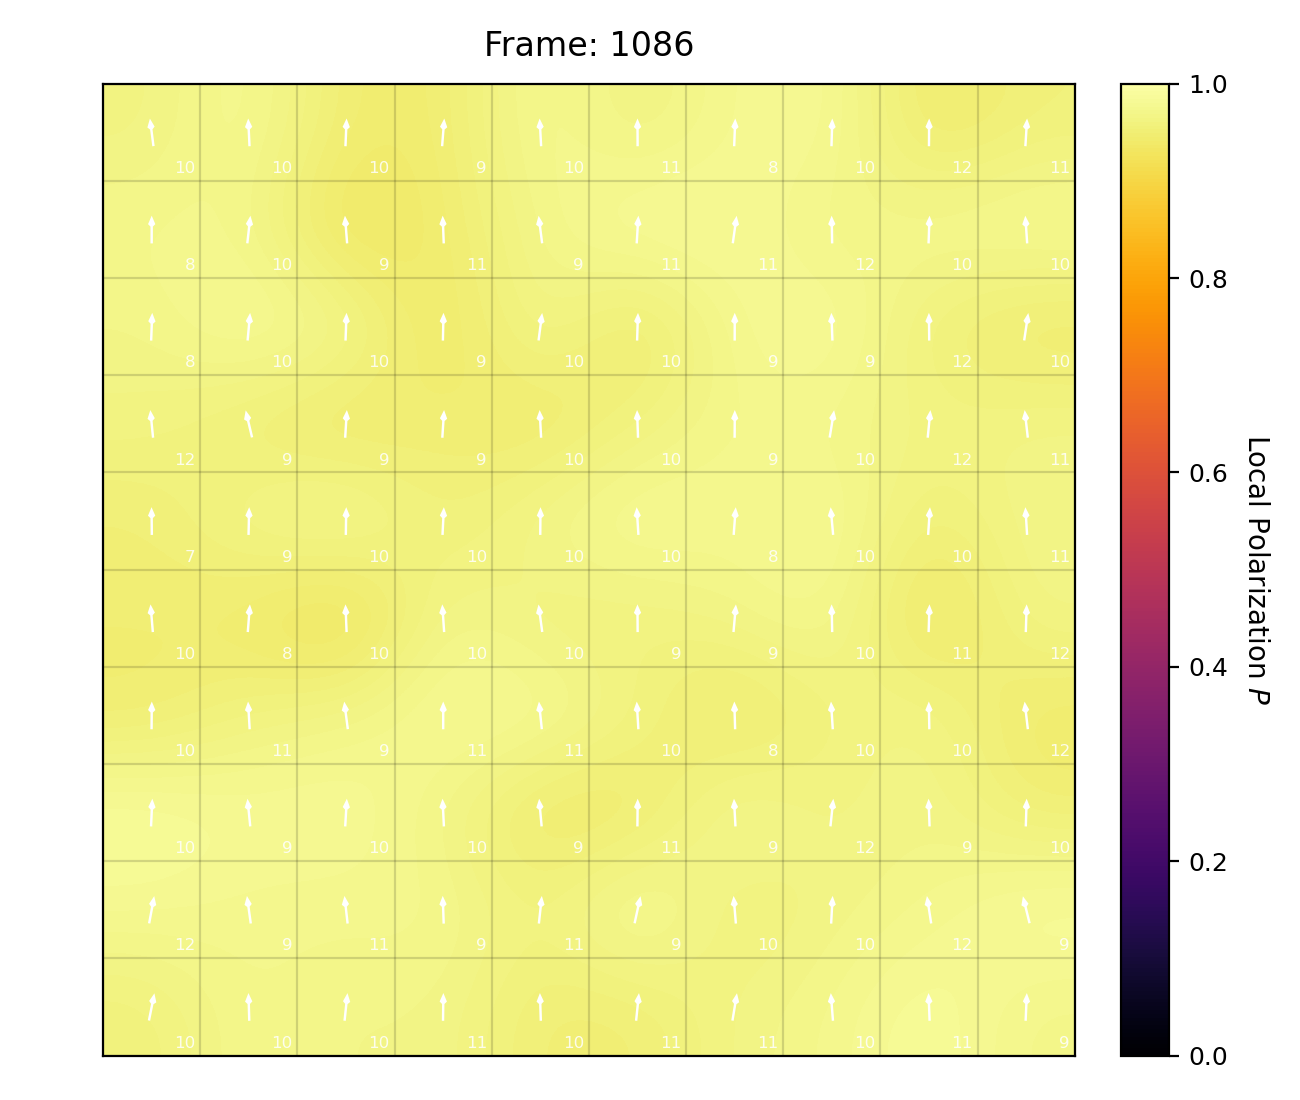 Frame: 1086
10 10 10 9 10 11 8 10 12 11
8 10 9 11 9 11 11 12 10 10
8 10 10 9 10 10 9 9 12 10
12 9 9 9 10 10 9 10 12 11
7 9 10 10 10 10 8 10 10 11
10 8 10 10 10 9 9 10 11 12
10 11 9 11 11 10 8 10 10 12
10 9 10 10 9 11 9 12 9 10
12 9 11 9 11 9 10 10 12 9
10 10 10 11 10 11 11 10 11 9
1.0
0.8
0.6
0.4
0.2
0.0
Local Polarization P